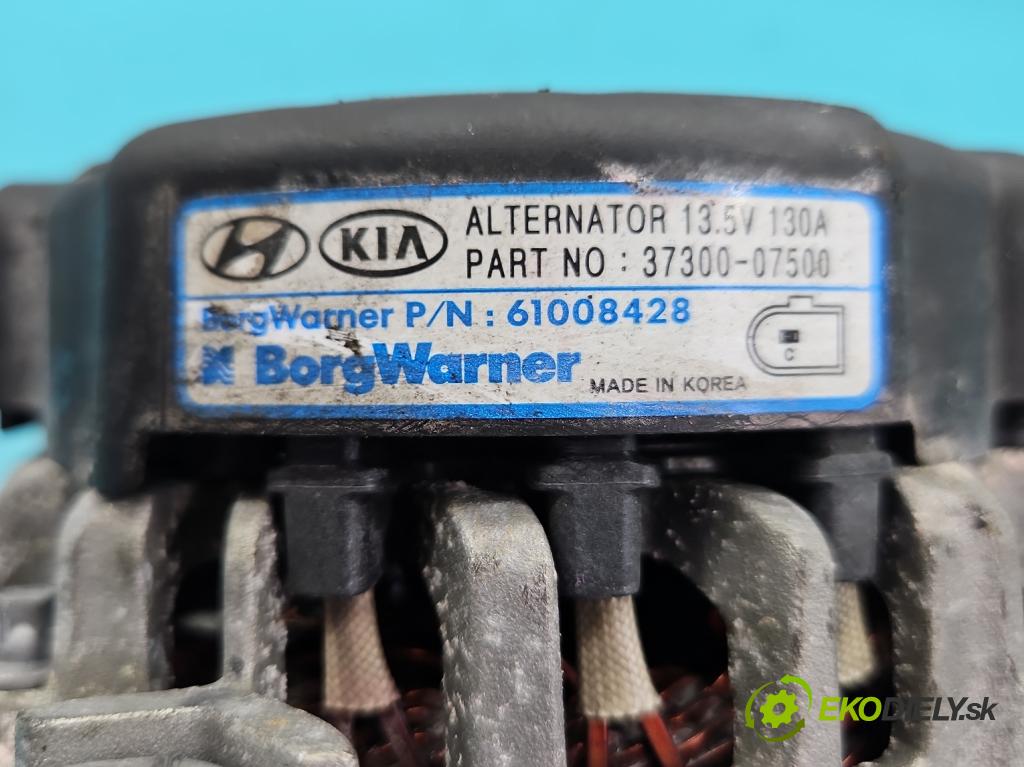 KIA ALTERNATOR 13.5V 130A
PART NO : 37300-07500
BorgWarner P/N : 61008428
BorgWarner MADE IN KOREA
C
EKODIELY.sk